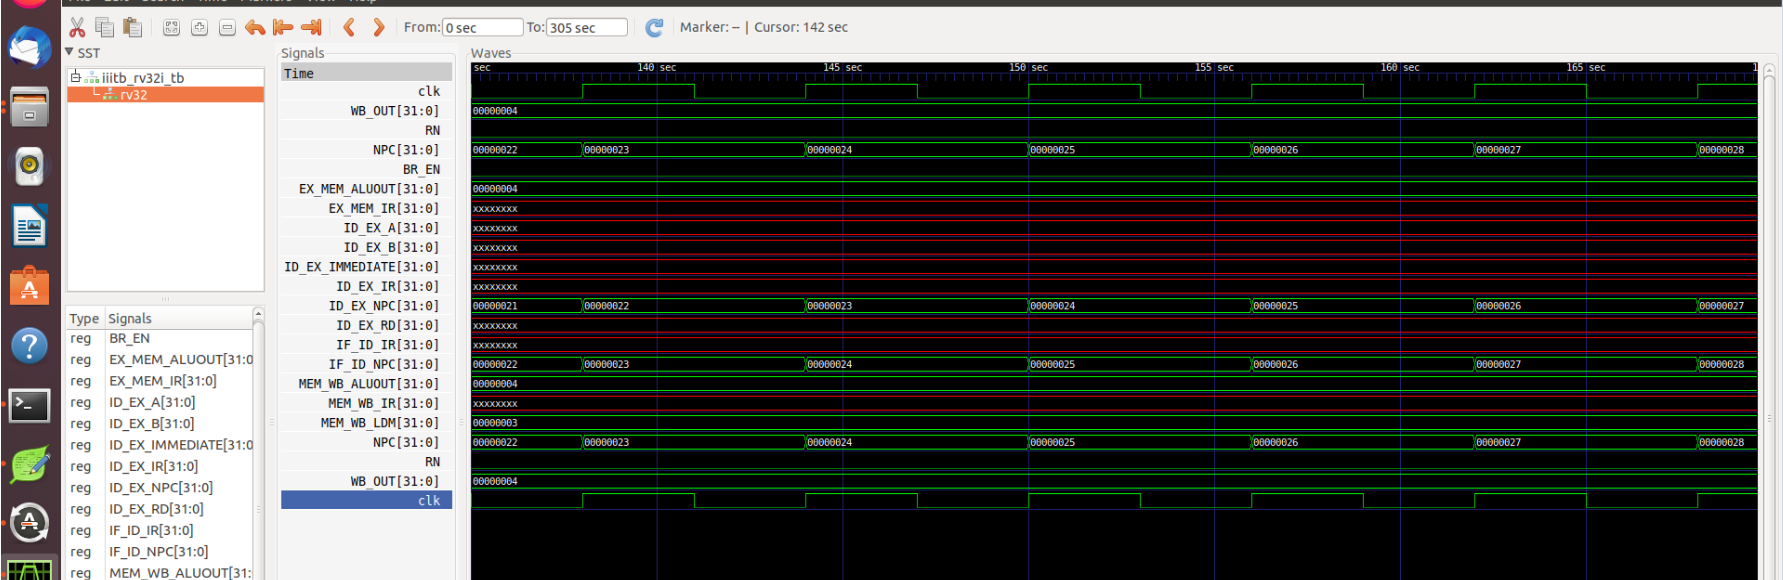 File Edit Search Time Markers View Help
From: 0 sec To: 305 sec Marker: -- | Cursor: 142 sec
SST
iiitb_rv32i_tb
rv32
Type Signals
reg BR_EN
reg EX_MEM_ALUOUT[31:0
reg EX_MEM_IR[31:0]
reg ID_EX_A[31:0]
reg ID_EX_B[31:0]
reg ID_EX_IMMEDIATE[31:0
reg ID_EX_IR[31:0]
reg ID_EX_NPC[31:0]
reg ID_EX_RD[31:0]
reg IF_ID_IR[31:0]
reg IF_ID_NPC[31:0]
reg MEM_WB_ALUOUT[31:
Signals
Waves
Time
sec 140 sec 145 sec 150 sec 155 sec 160 sec 165 sec 1
clk
WB_OUT[31:0] 00000004
RN
NPC[31:0] 00000022 00000023 00000024 00000025 00000026 00000027 00000028
BR_EN
EX_MEM_ALUOUT[31:0] 00000004
EX_MEM_IR[31:0] xxxxxxxx
ID_EX_A[31:0] xxxxxxxx
ID_EX_B[31:0] xxxxxxxx
ID_EX_IMMEDIATE[31:0] xxxxxxxx
ID_EX_IR[31:0] xxxxxxxx
ID_EX_NPC[31:0] 00000021 00000022 00000023 00000024 00000025 00000026 00000027
ID_EX_RD[31:0] xxxxxxxx
IF_ID_IR[31:0] xxxxxxxx
IF_ID_NPC[31:0] 00000022 00000023 00000024 00000025 00000026 00000027 00000028
MEM_WB_ALUOUT[31:0] 00000004
MEM_WB_IR[31:0] xxxxxxxx
MEM_WB_LDM[31:0] 00000003
NPC[31:0] 00000022 00000023 00000024 00000025 00000026 00000027 00000028
RN
WB_OUT[31:0] 00000004
clk